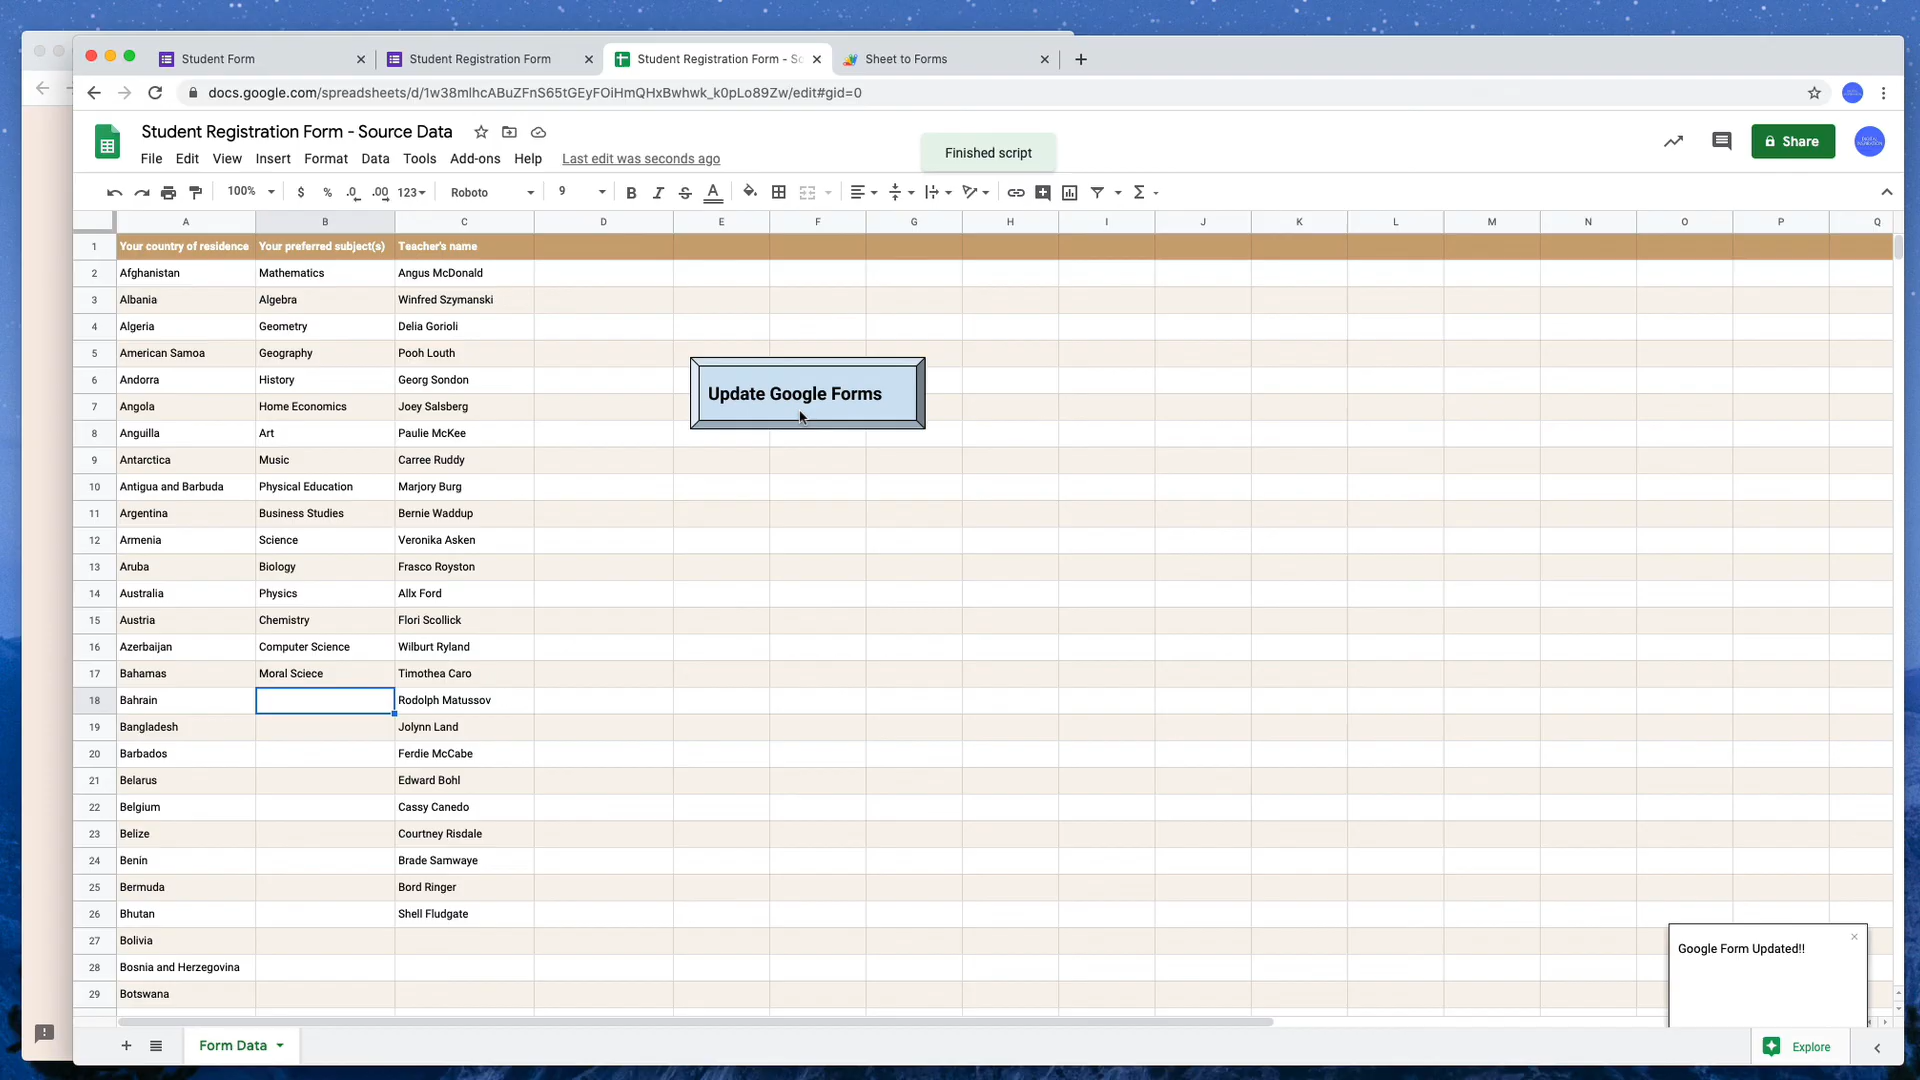 Student Form
Student Registration Form
Student Registration Form - Sc
Sheet to Forms
docs.google.com/spreadsheets/d/1w38mlhcABuZFnS65tGEyFOiHmQHxBwhwk_k0pLo89Zw/edit#gid=0
Student Registration Form - Source Data
File Edit View Insert Format Data Tools Add-ons Help Last edit was seconds ago
Finished script
Share
100% $ % .0 .00 123 Roboto 9
A B C D E F G H I J K L M N O P Q
1 Your country of residence Your preferred subject(s) Teacher's name
2 Afghanistan Mathematics Angus McDonald
3 Albania Algebra Winfred Szymanski
4 Algeria Geometry Delia Gorioli
5 American Samoa Geography Pooh Louth
6 Andorra History Georg Sondon
7 Angola Home Economics Joey Salsberg
8 Anguilla Art Paulie McKee
9 Antarctica Music Carree Ruddy
10 Antigua and Barbuda Physical Education Marjory Burg
11 Argentina Business Studies Bernie Waddup
12 Armenia Science Veronika Asken
13 Aruba Biology Frasco Royston
14 Australia Physics Allx Ford
15 Austria Chemistry Flori Scollick
16 Azerbaijan Computer Science Wilburt Ryland
17 Bahamas Moral Sciece Timothea Caro
18 Bahrain Rodolph Matussov
19 Bangladesh Jolynn Land
20 Barbados Ferdie McCabe
21 Belarus Edward Bohl
22 Belgium Cassy Canedo
23 Belize Courtney Risdale
24 Benin Brade Samwaye
25 Bermuda Bord Ringer
26 Bhutan Shell Fludgate
27 Bolivia
28 Bosnia and Herzegovina
29 Botswana
Update Google Forms
Google Form Updated!!
Form Data
Explore